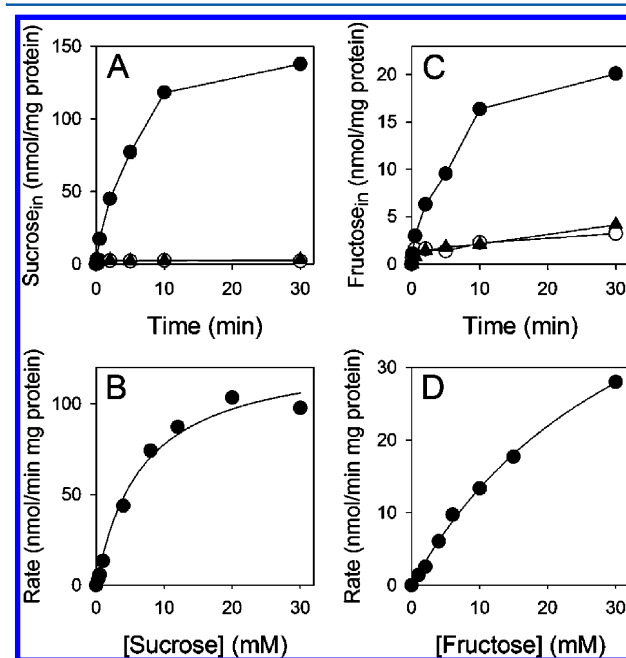 A
Sucrosein (nmol/mg protein)
150
100
50
0
0 10 20 30
Time (min)
C
Fructosein (nmol/mg protein)
20
15
10
5
0
0 10 20 30
Time (min)
B
Rate (nmol/min mg protein)
100
50
0
0 10 20 30
[Sucrose] (mM)
D
Rate (nmol/min mg protein)
30
20
10
0
0 10 20 30
[Fructose] (mM)